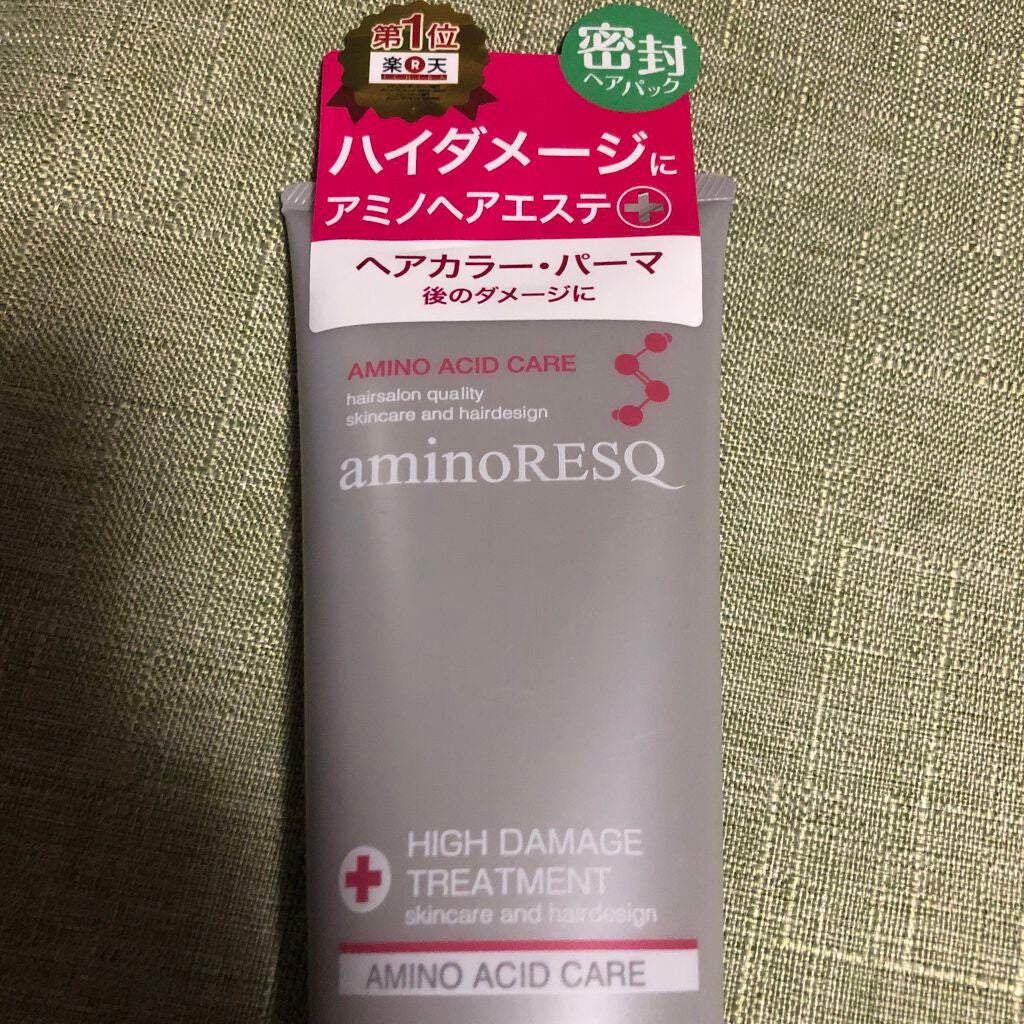 第1位
楽R天
ICHIBA
密封
ヘアパック
ハイダメージに
アミノヘアエステ
ヘアカラー・パーマ
後のダメージに
AMINO ACID CARE
hairsalon quality
skincare and hairdesign
aminoRESQ
HIGH DAMAGE
TREATMENT
skincare and hairdesign
AMINO ACID CARE